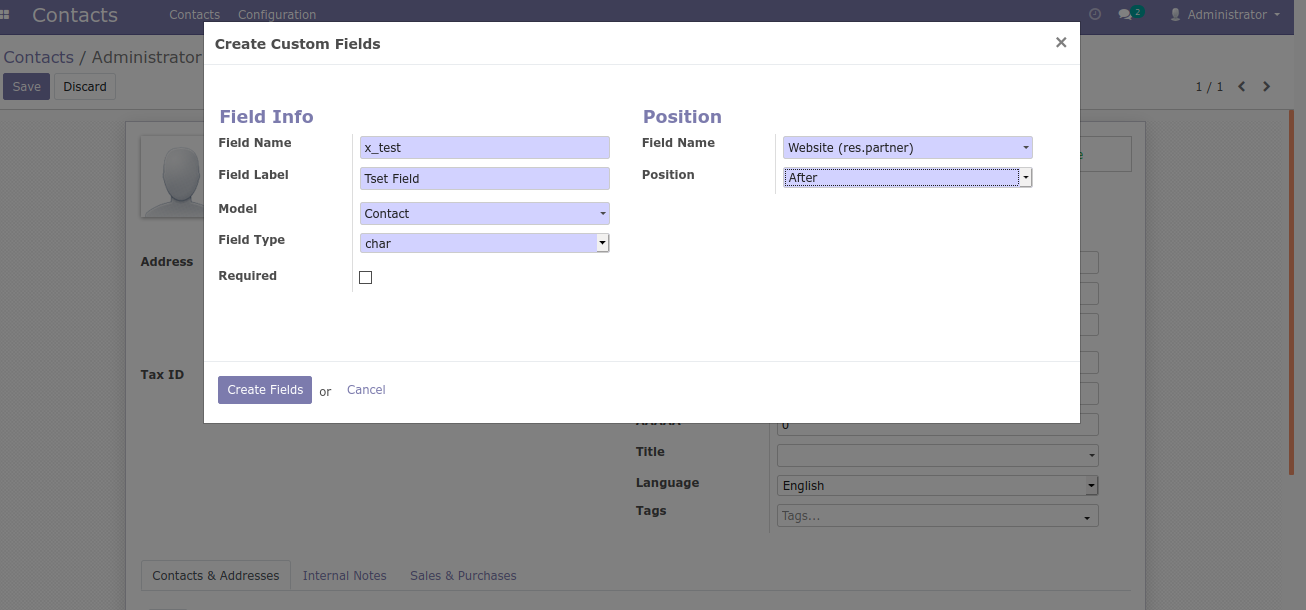 Contacts Contacts Configuration 2 Administrator
Contacts / Administrator
Save Discard 1 / 1
Create Custom Fields ×
Field Info
Field Name x_test
Field Label Tset Field
Model Contact
Field Type char
Required
Position
Field Name Website (res.partner)
Position After
Create Fields or Cancel
Address
Tax ID
0
Title
Language English
Tags Tags...
Contacts & Addresses Internal Notes Sales & Purchases